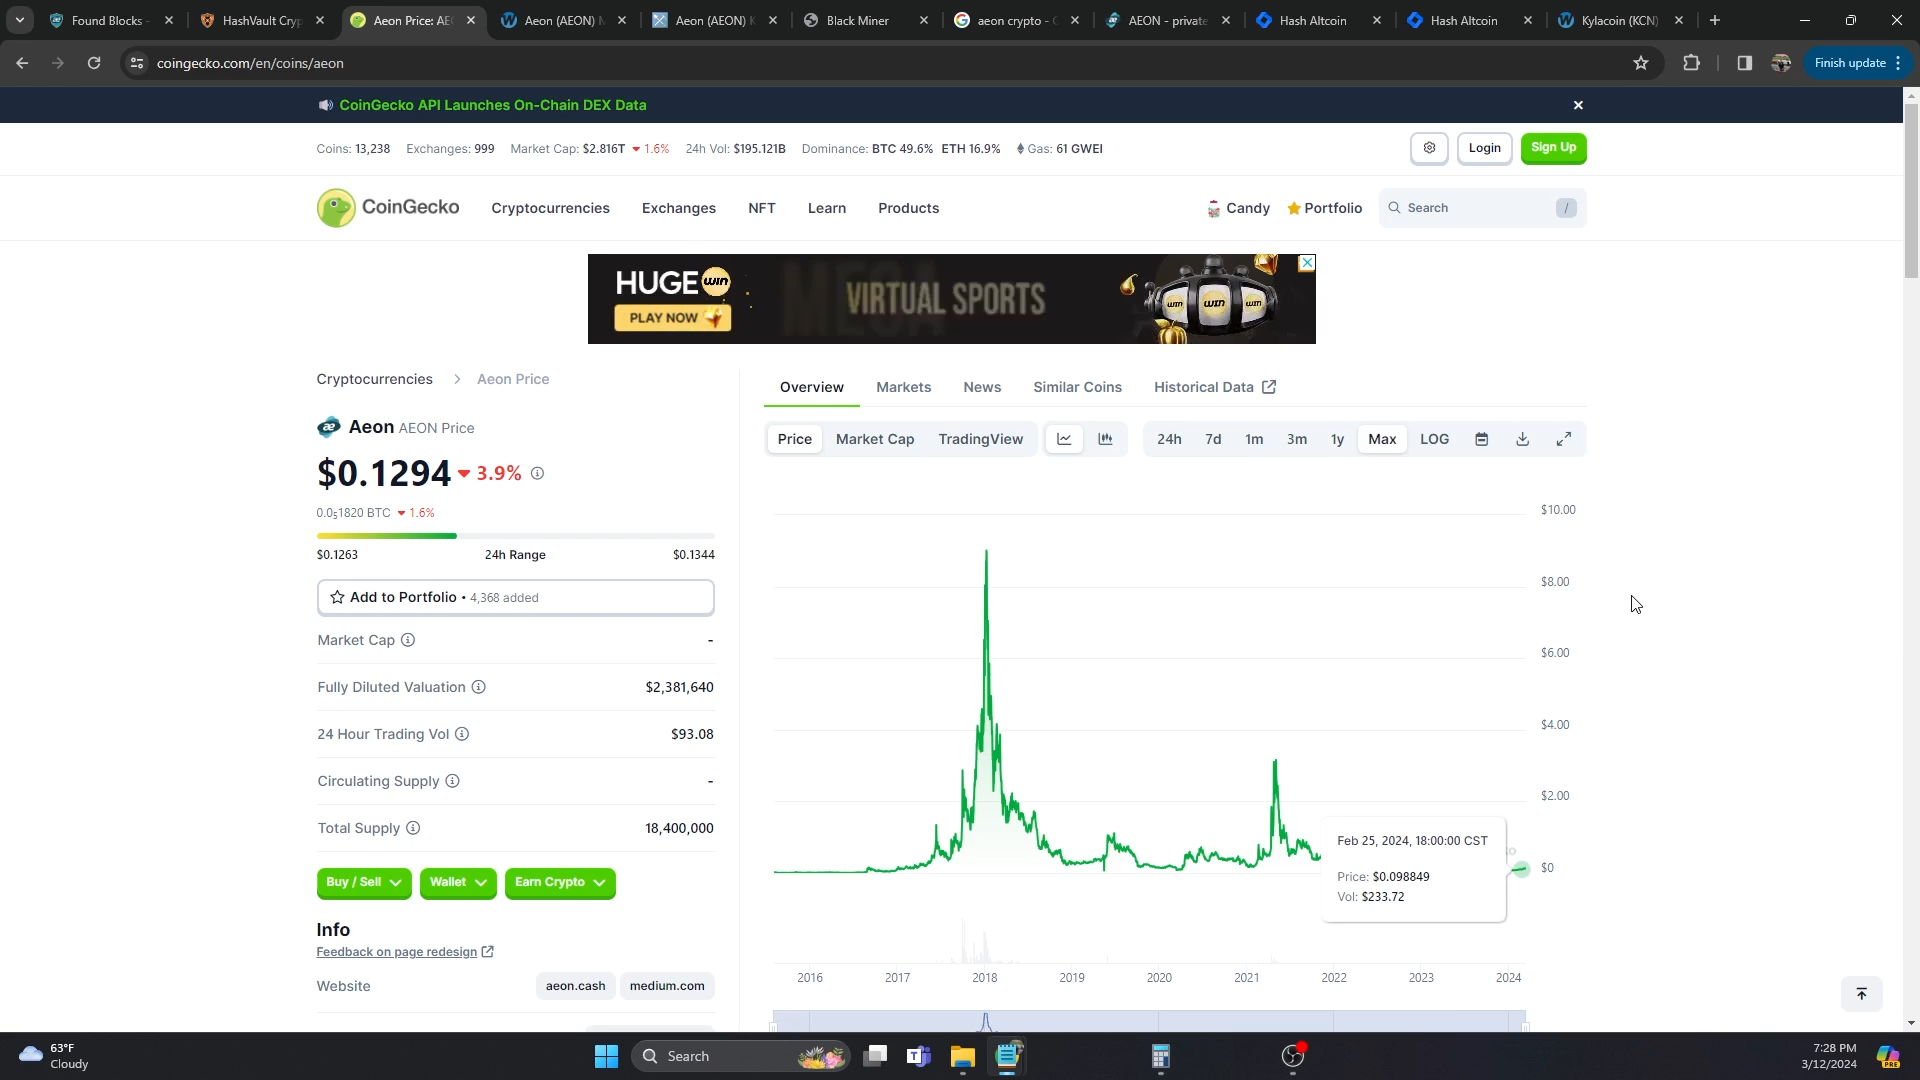 Found Blocks -
HashVault Cryp
Aeon Price: AE
Aeon (AEON) M
Aeon (AEON) K
Black Miner
aeon crypto - G
AEON - private
Hash Altcoin
Hash Altcoin
Kylacoin (KCN)
coingecko.com/en/coins/aeon
Finish update
CoinGecko API Launches On-Chain DEX Data
Coins: 13,238 Exchanges: 999 Market Cap: $2.816T 1.6% 24h Vol: $195.121B Dominance: BTC 49.6% ETH 16.9% Gas: 61 GWEI
Login
Sign Up
CoinGecko
Cryptocurrencies
Exchanges
NFT
Learn
Products
Candy
Portfolio
Search
/
HUGE win
PLAY NOW
MEGA
VIRTUAL SPORTS
win win win
Cryptocurrencies > Aeon Price
Aeon AEON Price
$0.1294 3.9%
0.0₅1820 BTC 1.6%
$0.1263 24h Range $0.1344
Add to Portfolio • 4,368 added
Market Cap -
Fully Diluted Valuation $2,381,640
24 Hour Trading Vol $93.08
Circulating Supply -
Total Supply 18,400,000
Buy / Sell
Wallet
Earn Crypto
Info
Feedback on page redesign
Website aeon.cash medium.com
Overview
Markets
News
Similar Coins
Historical Data
Price
Market Cap
TradingView
24h 7d 1m 3m 1y Max LOG
$10.00
$8.00
$6.00
$4.00
$2.00
$0
Feb 25, 2024, 18:00:00 CST
Price: $0.098849
Vol: $233.72
2016 2017 2018 2019 2020 2021 2022 2023 2024
63°F
Cloudy
Search
7:28 PM
3/12/2024
PRE